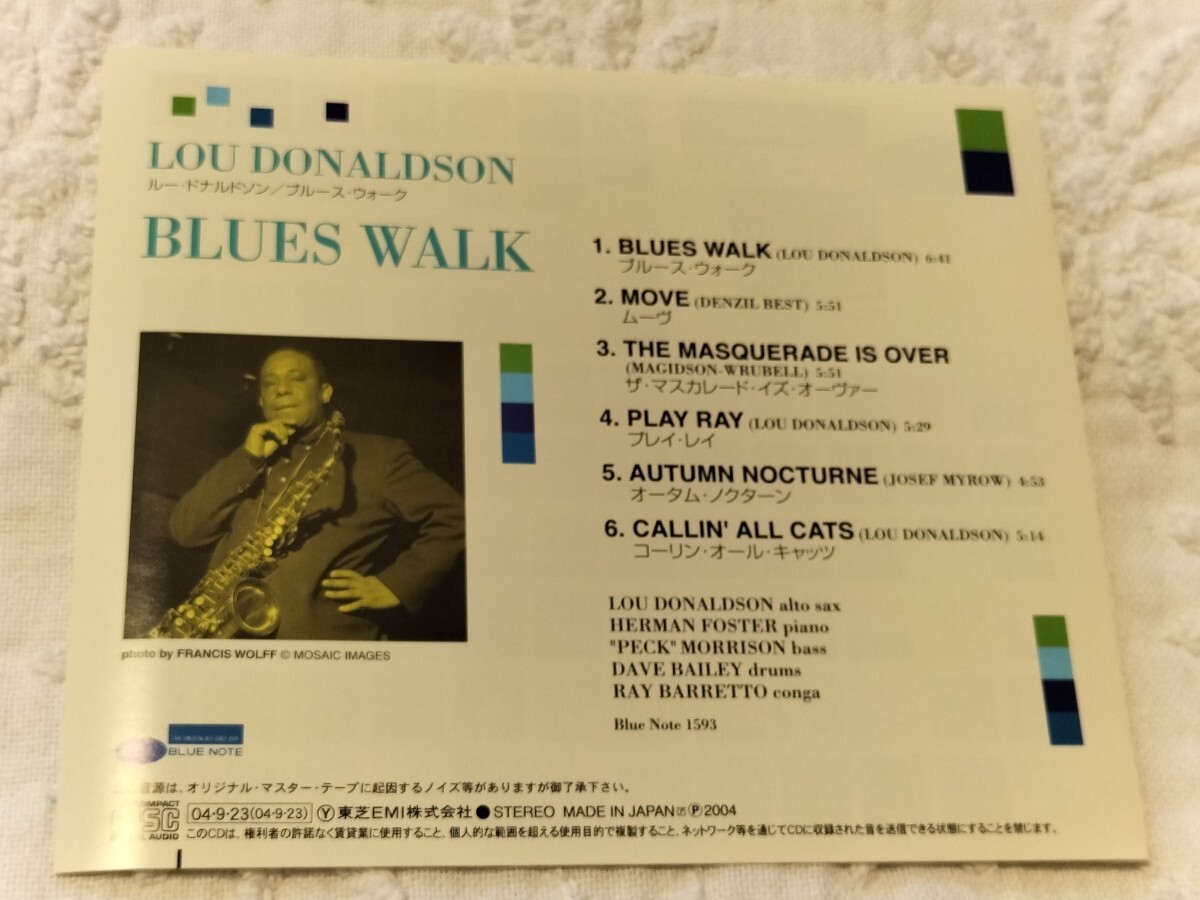 LOU DONALDSON
ルー・ドナルドソン／ブルース・ウォーク
BLUES WALK
1. BLUES WALK (LOU DONALDSON) 6:41
ブルース・ウォーク
2. MOVE (DENZIL BEST) 5:51
ムーヴ
3. THE MASQUERADE IS OVER
(MAGIDSON-WRUBELL) 5:51
ザ・マスカレード・イズ・オーヴァー
4. PLAY RAY (LOU DONALDSON) 5:29
プレイ・レイ
5. AUTUMN NOCTURNE (JOSEF MYROW) 4:53
オータム・ノクターン
6. CALLIN' ALL CATS (LOU DONALDSON) 5:14
コーリン・オール・キャッツ
LOU DONALDSON alto sax
HERMAN FOSTER piano
"PECK" MORRISON bass
DAVE BAILEY drums
RAY BARRETTO conga
Blue Note 1593
photo by FRANCIS WOLFF © MOSAIC IMAGES
BLUE NOTE
音源は、オリジナル・マスター・テープに起因するノイズ等がありますが御了承下さい。
COMPACT
DISC
DIGITAL AUDIO
04・9・23(04・9・23) Ⓨ東芝EMI株式会社 ●STEREO MADE IN JAPAN Ⓟ2004
このCDは、権利者の許諾なく賃貸業に使用すること、個人的な範囲を超える使用目的で複製すること、ネットワーク等を通じてCDに収録された音を送信できる状態にすることを禁じます。